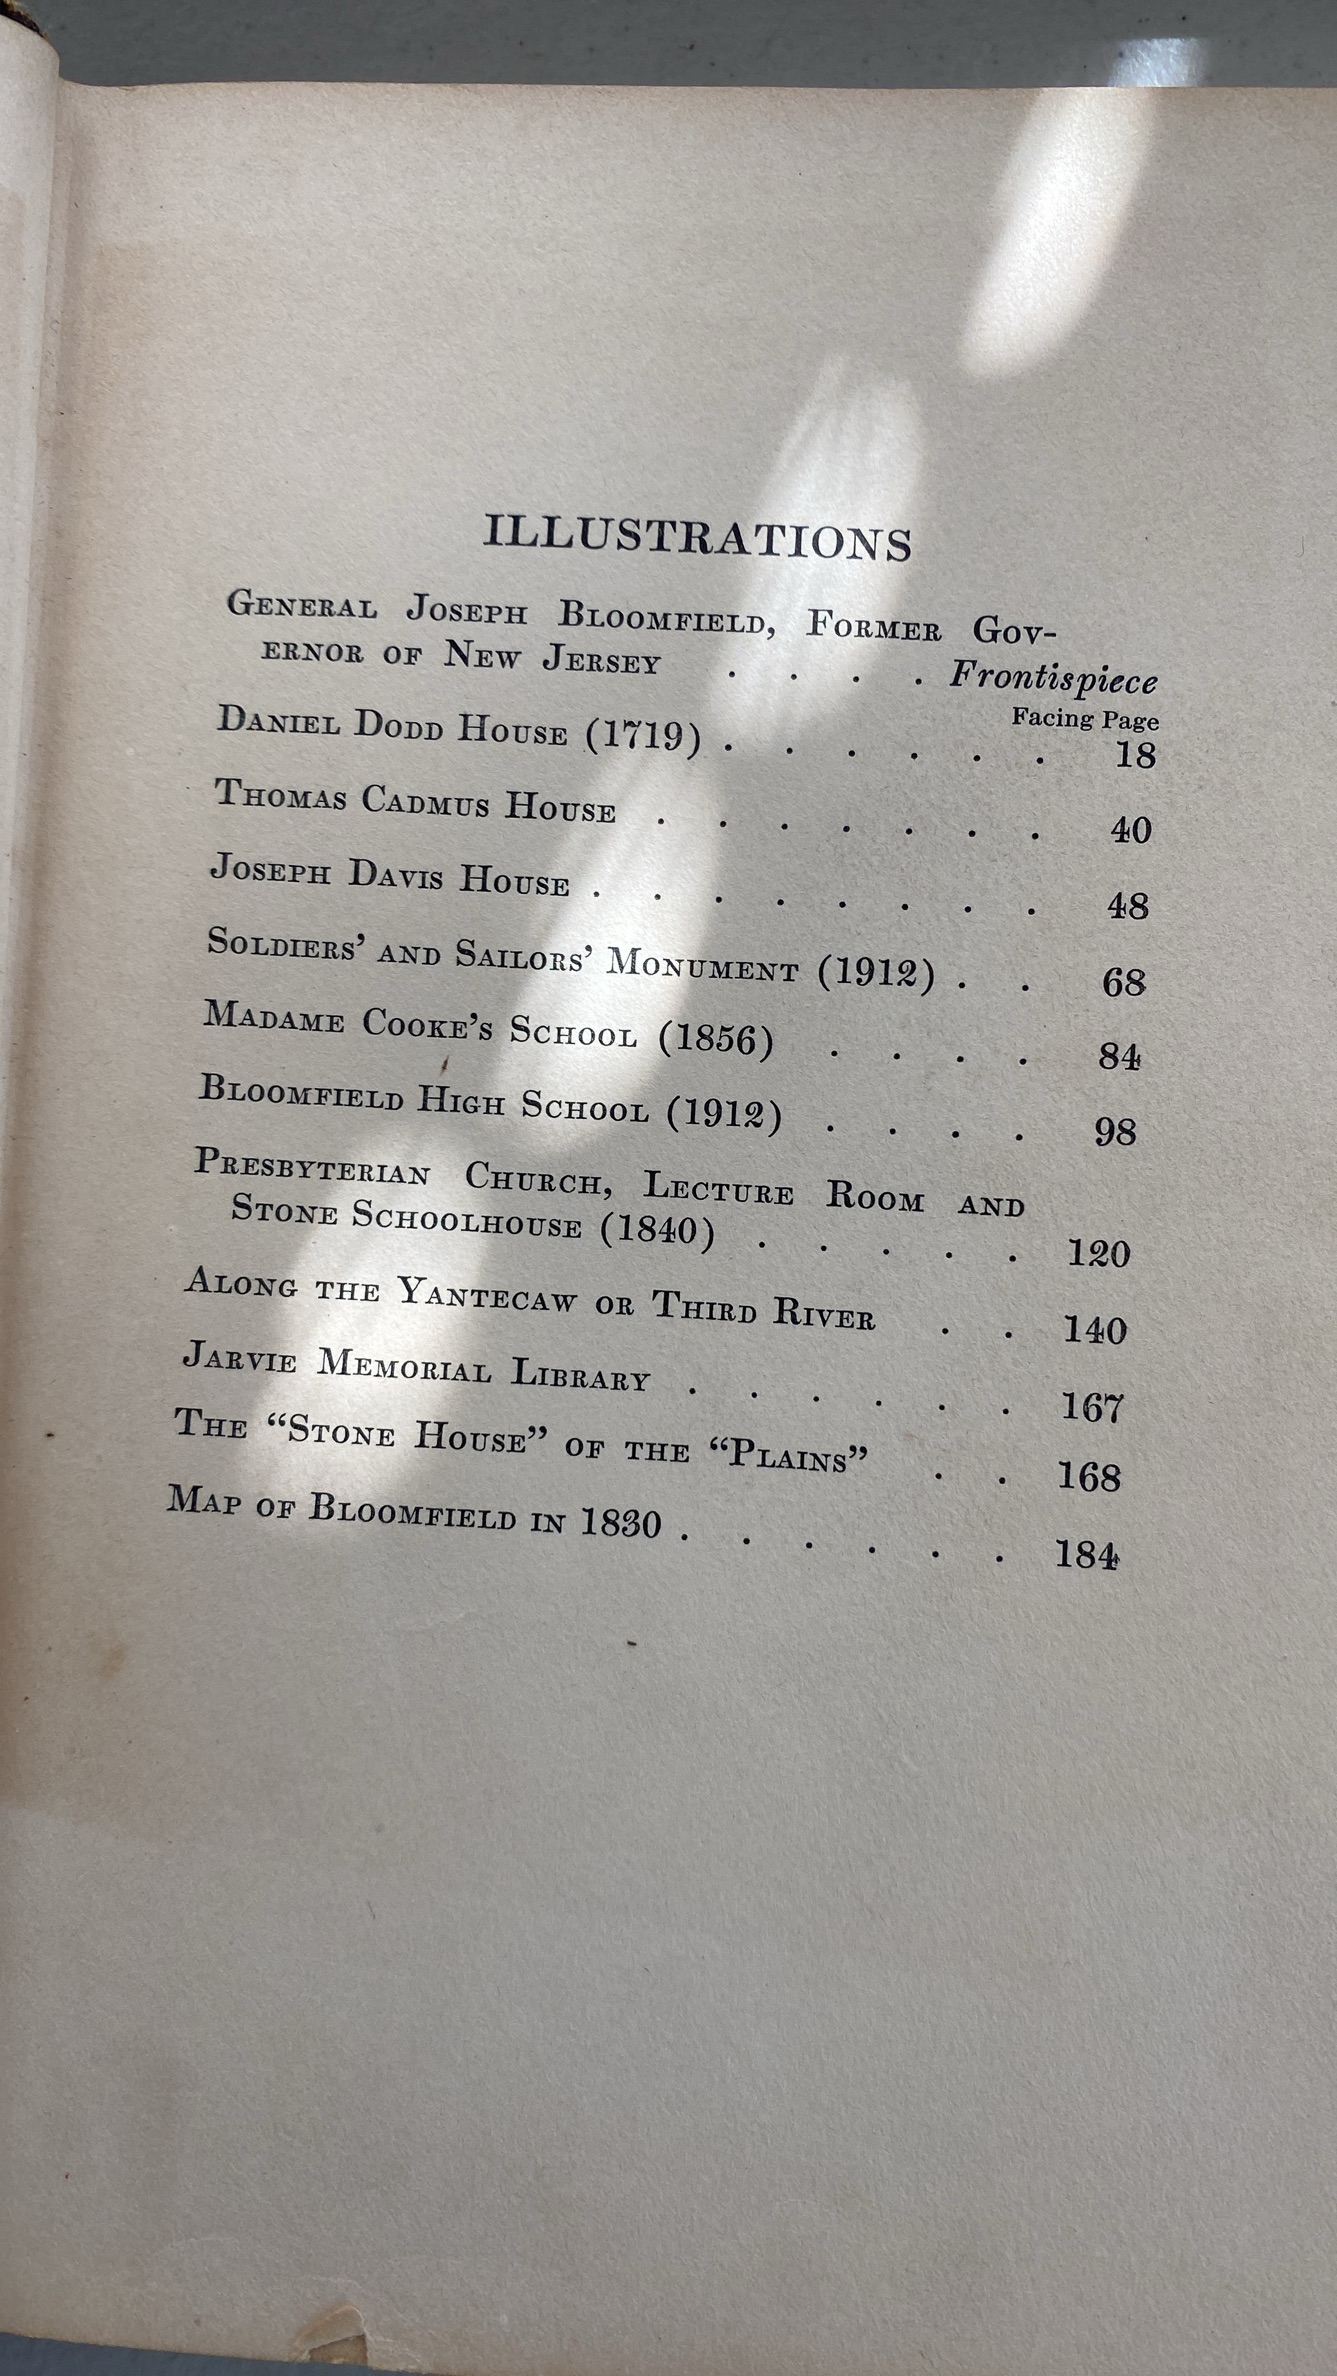 ILLUSTRATIONS
General Joseph Bloomfield, Former Gov-
ernor of New Jersey . . . . Frontispiece
Facing Page
Daniel Dodd House (1719) . . . . . . 18
Thomas Cadmus House . . . . . . . 40
Joseph Davis House . . . . . . . . 48
Soldiers’ and Sailors’ Monument (1912) . . 68
Madame Cooke’s School (1856) . . . . 84
Bloomfield High School (1912) . . . . 98
Presbyterian Church, Lecture Room and
Stone Schoolhouse (1840) . . . . . 120
Along the Yantecaw or Third River . . 140
Jarvie Memorial Library . . . . . . 167
The “Stone House” of the “Plains” . . 168
Map of Bloomfield in 1830 . . . . . . 184